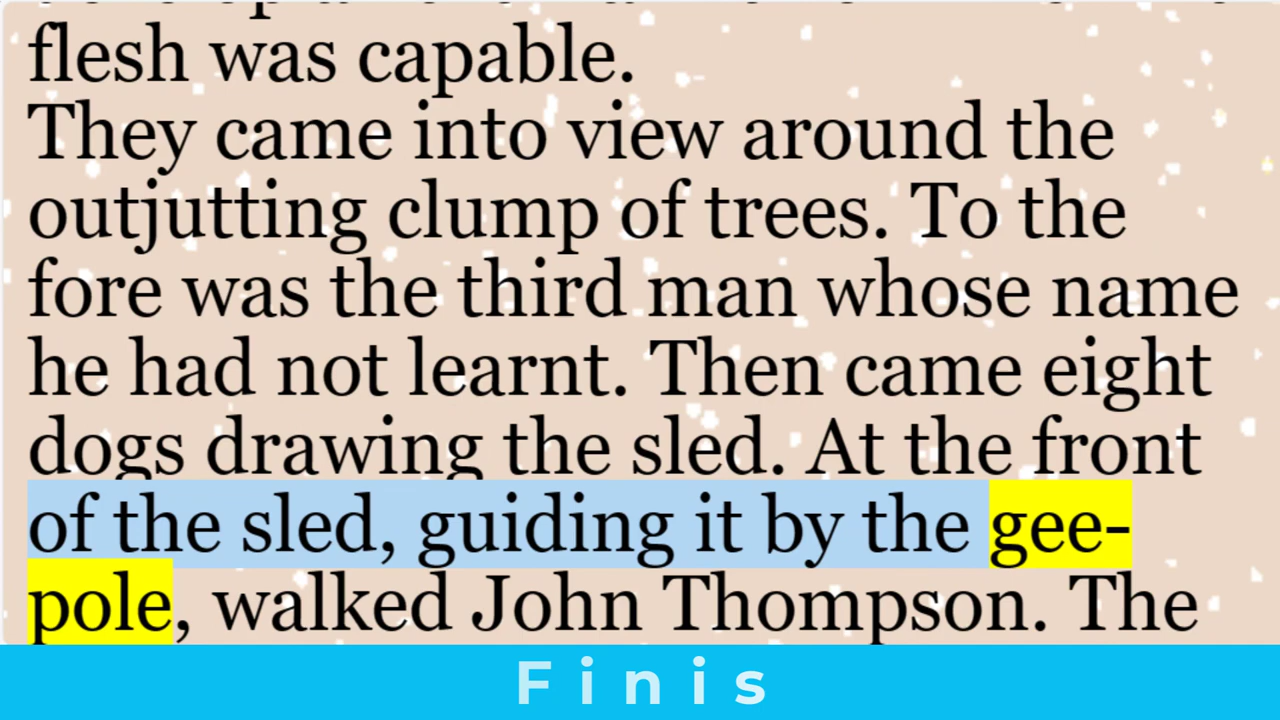 flesh was capable.
They came into view around the
outjutting clump of trees. To the
fore was the third man whose name
he had not learnt. Then came eight
dogs drawing the sled. At the front
of the sled, guiding it by the gee-
pole, walked John Thompson. The
Finis